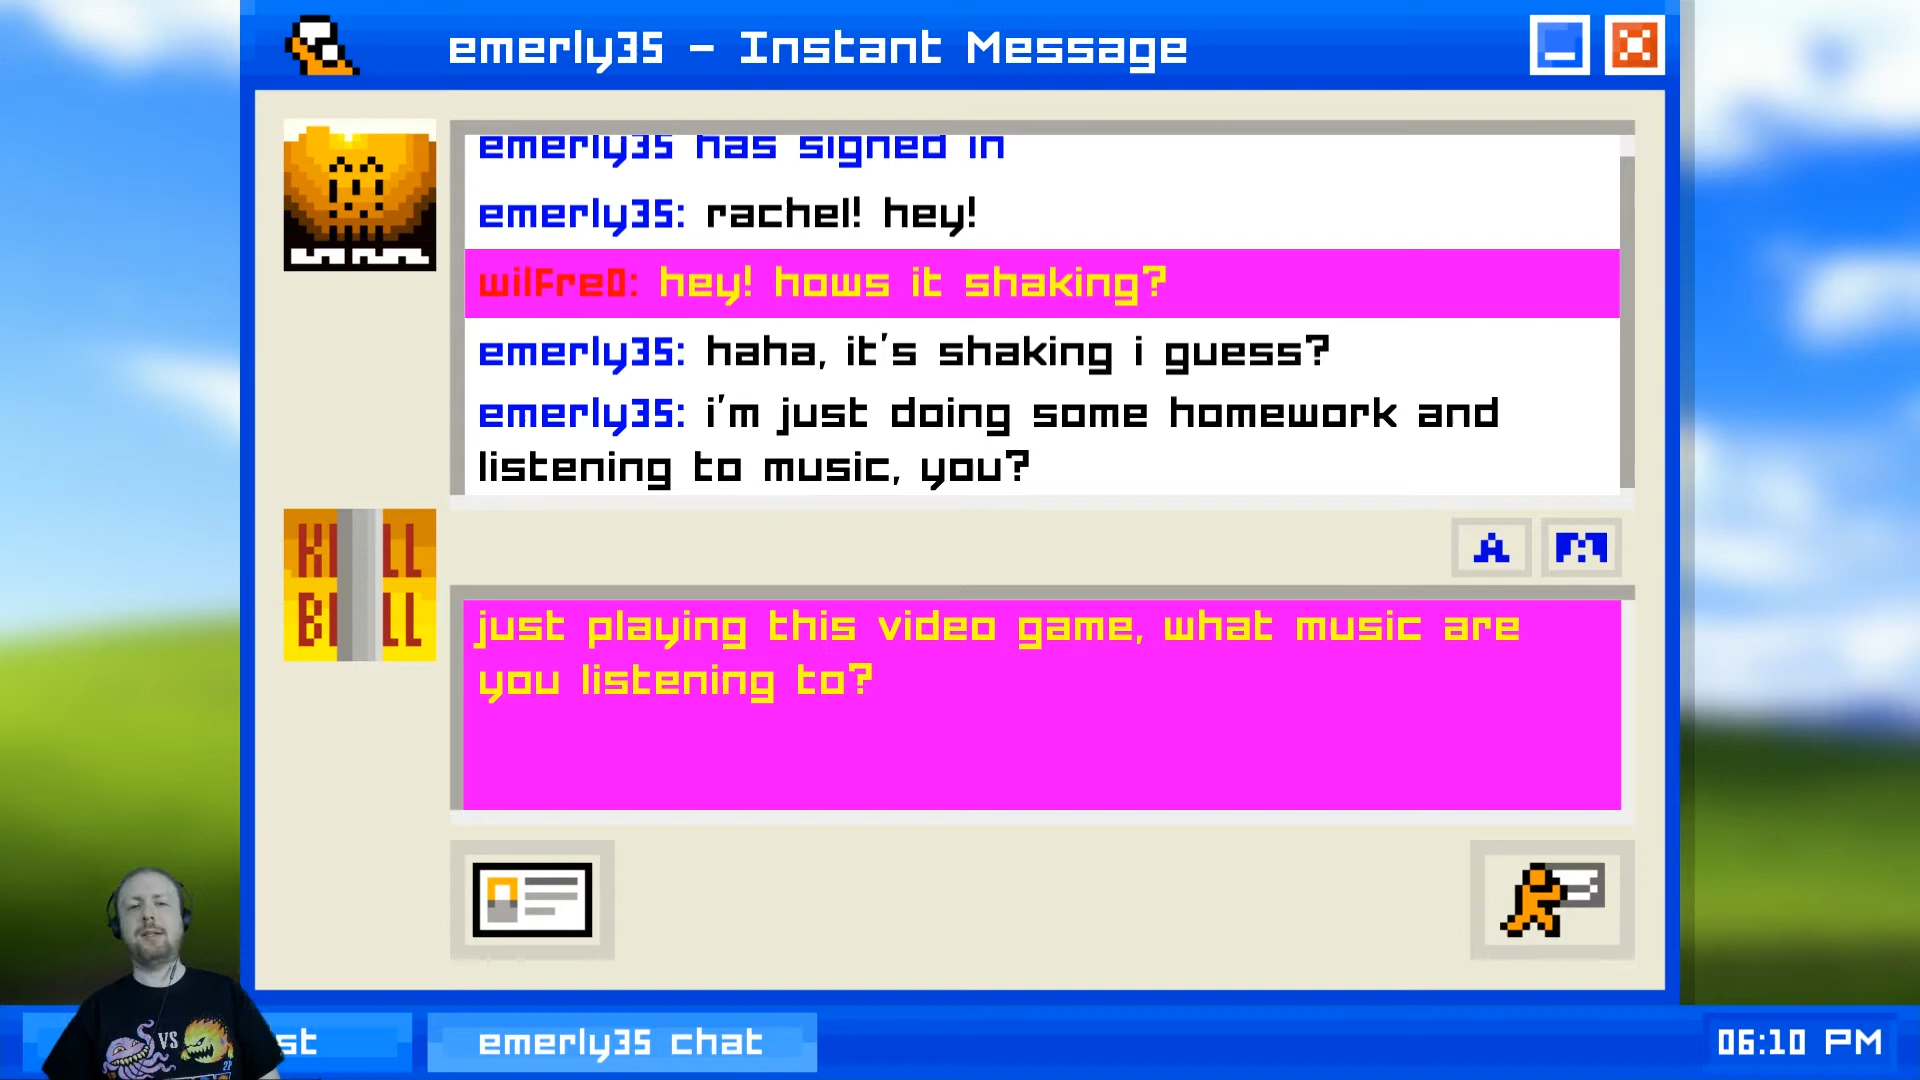 emerly35 - Instant Message
emerly35 has signed in
emerly35: rachel! hey!
wilFre0: hey! hows it shaking?
emerly35: haha, it's shaking i guess?
emerly35: i'm just doing some homework and
listening to music, you?
KILL
BILL
A
M
just playing this video game, what music are
you listening to?
VS
st
emerly35 chat
06:10 PM